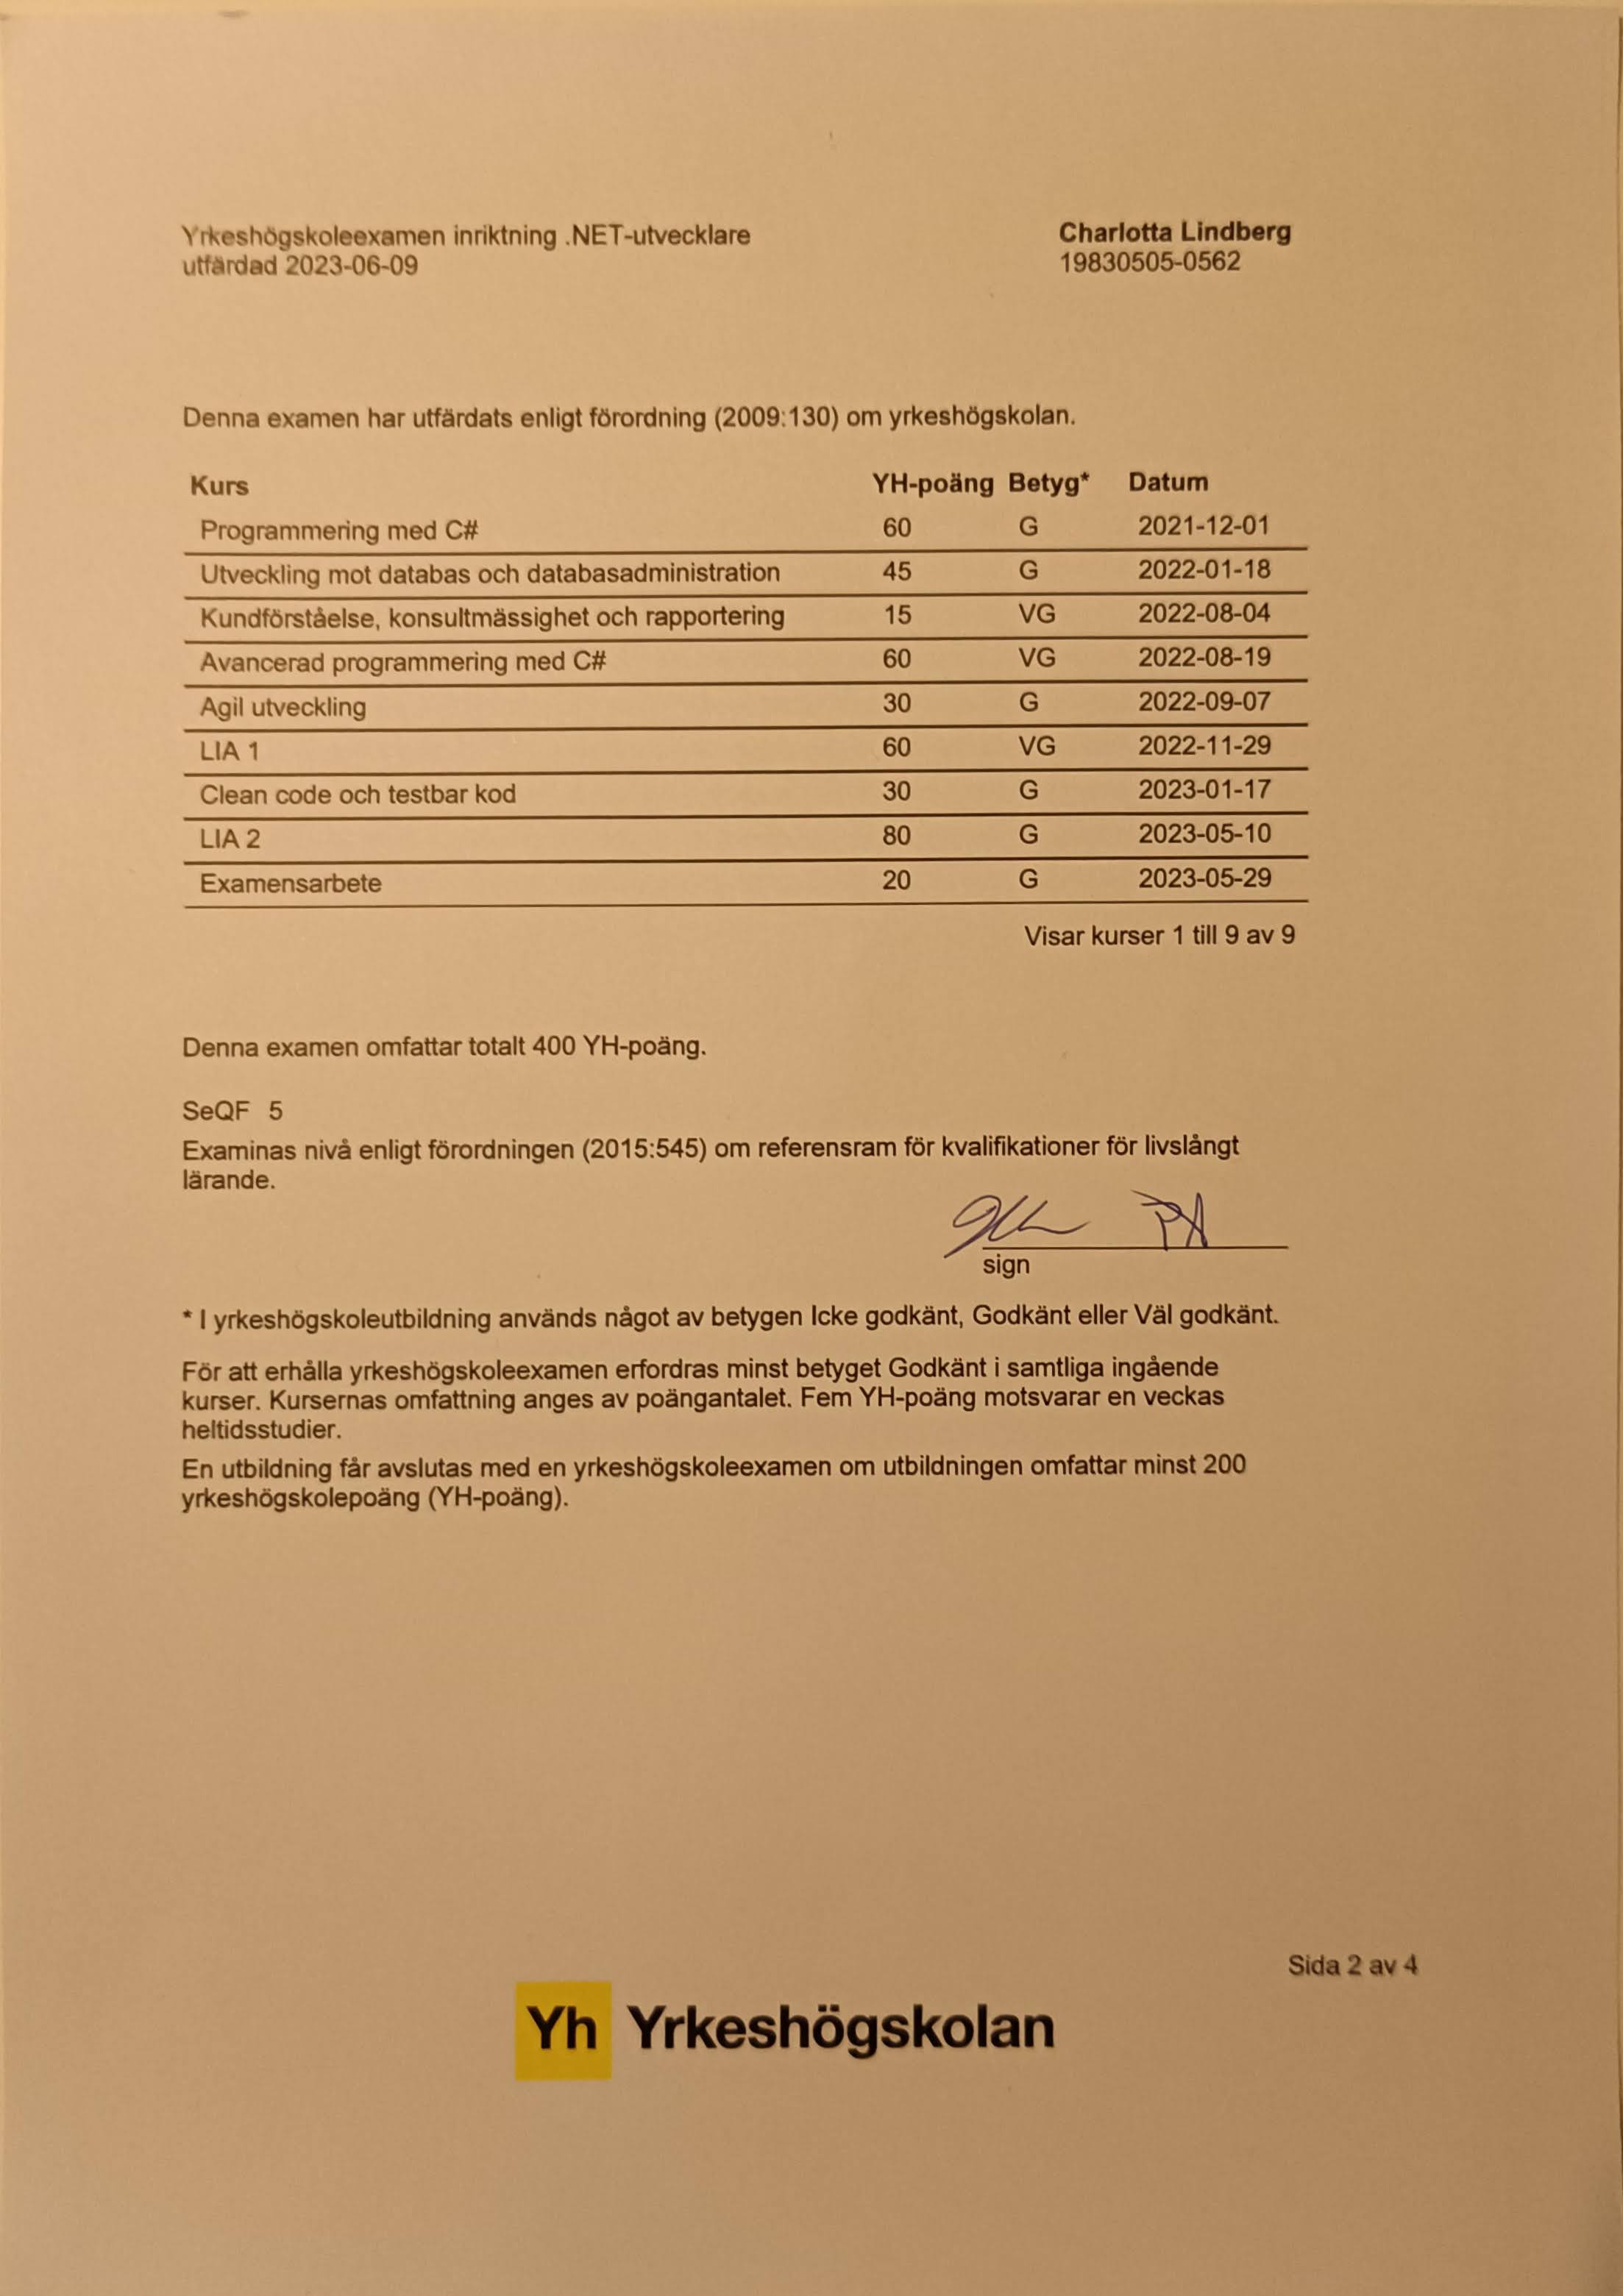 Yrkeshögskoleexamen inriktning .NET-utvecklare
utfärdad 2023-06-09
Charlotta Lindberg
19830505-0562
Denna examen har utfärdats enligt förordning (2009:130) om yrkeshögskolan.
Kurs YH-poäng Betyg* Datum
Programmering med C# 60 G 2021-12-01
Utveckling mot databas och databasadministration 45 G 2022-01-18
Kundförståelse, konsultmässighet och rapportering 15 VG 2022-08-04
Avancerad programmering med C# 60 VG 2022-08-19
Agil utveckling 30 G 2022-09-07
LIA 1 60 VG 2022-11-29
Clean code och testbar kod 30 G 2023-01-17
LIA 2 80 G 2023-05-10
Examensarbete 20 G 2023-05-29
Visar kurser 1 till 9 av 9
Denna examen omfattar totalt 400 YH-poäng.
SeQF 5
Examinas nivå enligt förordningen (2015:545) om referensram för kvalifikationer för livslångt
lärande.
sign
* I yrkeshögskoleutbildning används något av betygen Icke godkänt, Godkänt eller Väl godkänt.
För att erhålla yrkeshögskoleexamen erfordras minst betyget Godkänt i samtliga ingående
kurser. Kursernas omfattning anges av poängantalet. Fem YH-poäng motsvarar en veckas
heltidsstudier.
En utbildning får avslutas med en yrkeshögskoleexamen om utbildningen omfattar minst 200
yrkeshögskolepoäng (YH-poäng).
Sida 2 av 4
Yh Yrkeshögskolan